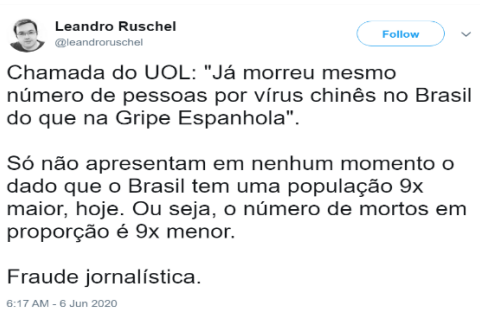 Leandro Ruschel
@leandroruschel
Follow
Chamada do UOL: "Já morreu mesmo
número de pessoas por vírus chinês no Brasil
do que na Gripe Espanhola".
Só não apresentam em nenhum momento o
dado que o Brasil tem uma população 9x
maior, hoje. Ou seja, o número de mortos em
proporção é 9x menor.
Fraude jornalística.
6:17 AM - 6 Jun 2020